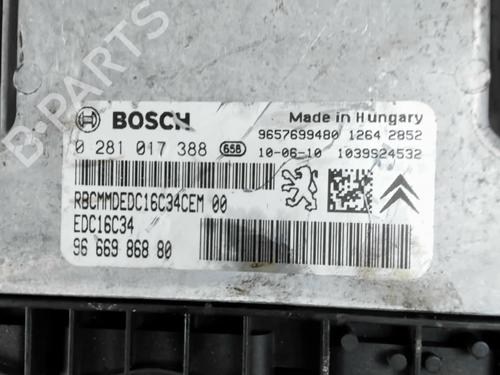 BOSCH
Made in Hungary
9657699480 1264 2852
0 281 017 388 658 10-06-10 1039S24532
RBCMMDEDC16C34CEM 00
EDC16C34
96 669 868 80
B-PARTS